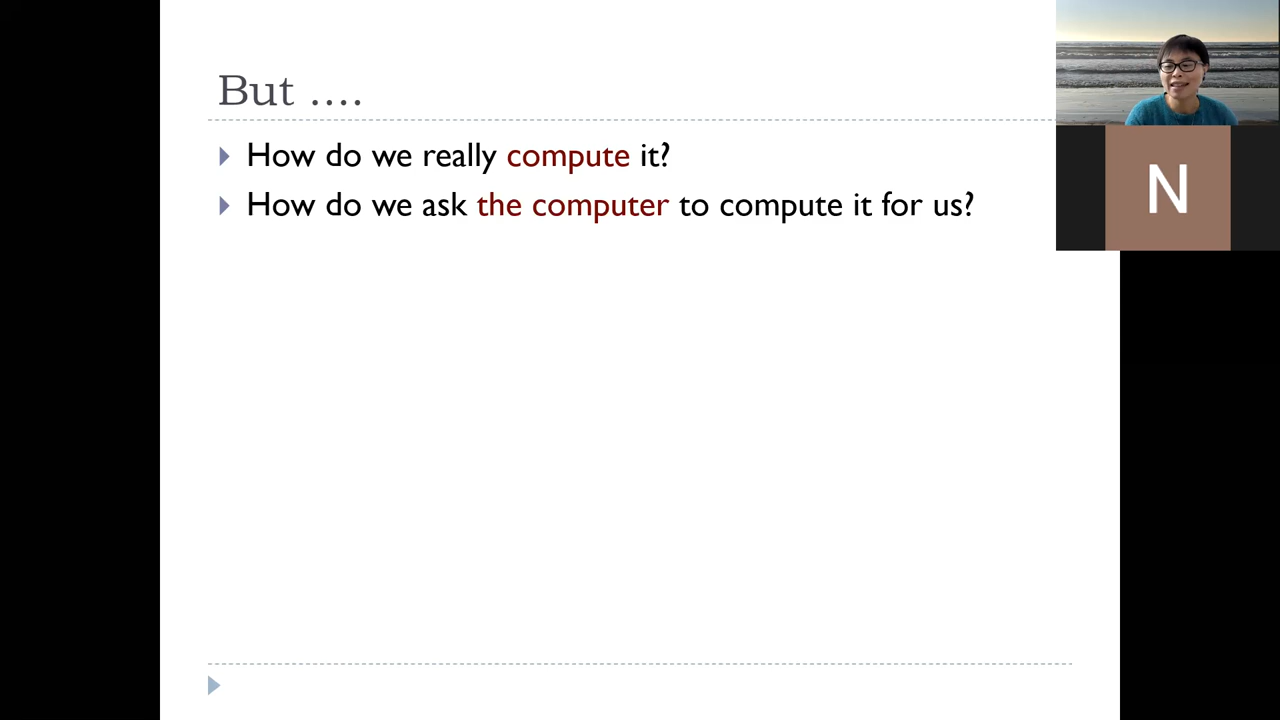 But ....
How do we really compute it?
How do we ask the computer to compute it for us?
N